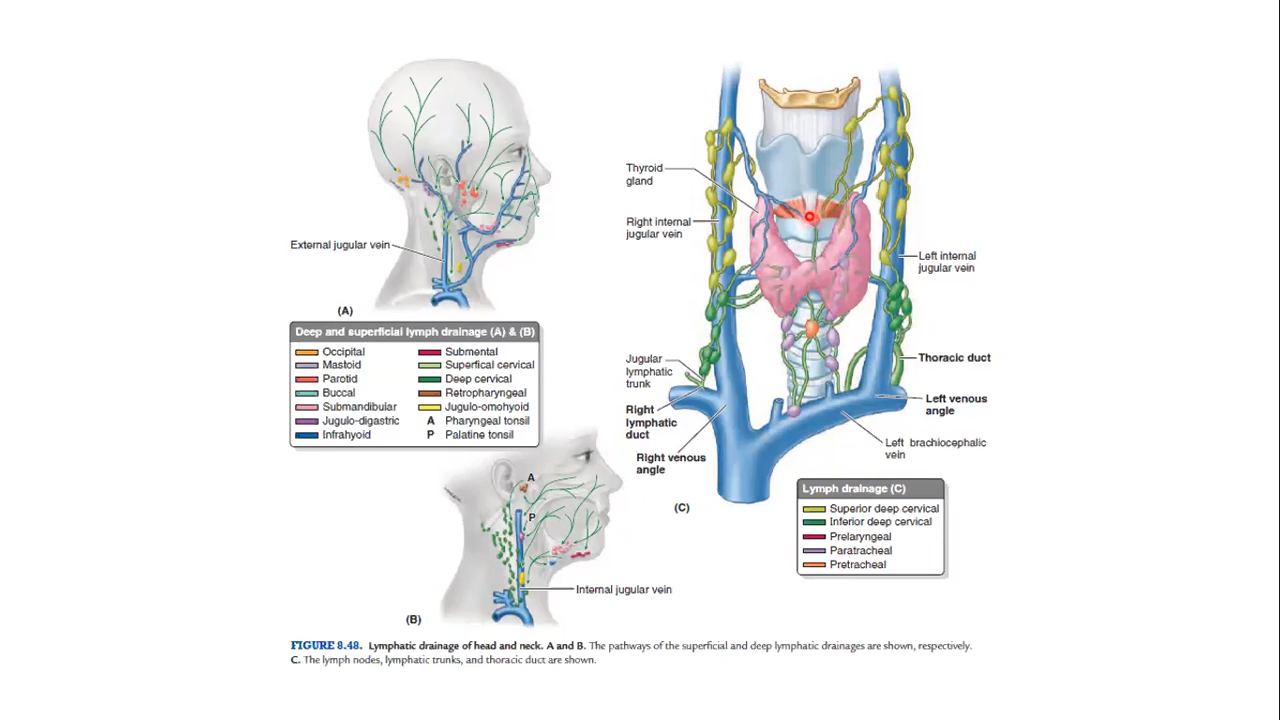 External jugular vein
(A)
Deep and superficial lymph drainage (A) & (B)
Occipital
Mastoid
Parotid
Buccal
Submandibular
Jugulo-digastric
Infrahyoid
Submental
Superfical cervical
Deep cervical
Retropharyngeal
Jugulo-omohyoid
A Pharyngeal tonsil
P Palatine tonsil
A
P
Internal jugular vein
(B)
Thyroid
gland
Right internal
jugular vein
Left internal
jugular vein
Jugular
lymphatic
trunk
Thoracic duct
Right
lymphatic
duct
Left venous
angle
Right venous
angle
Left brachiocephalic
vein
(C)
Lymph drainage (C)
Superior deep cervical
Inferior deep cervical
Prelaryngeal
Paratracheal
Pretracheal
FIGURE 8.48. Lymphatic drainage of head and neck. A and B. The pathways of the superficial and deep lymphatic drainages are shown, respectively.
C. The lymph nodes, lymphatic trunks, and thoracic duct are shown.